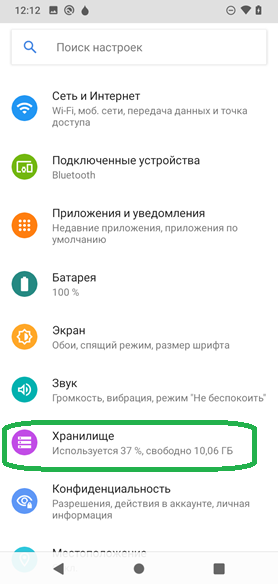 12:12
Поиск настроек
Сеть и Интернет
Wi-Fi, моб. сети, передача данных и точка
доступа
Подключенные устройства
Bluetooth
Приложения и уведомления
Недавние приложения, приложения по
умолчанию
Батарея
100 %
Экран
Обои, спящий режим, размер шрифта
Звук
Громкость, вибрация, режим "Не беспокоить"
Хранилище
Используется 37 %, свободно 10,06 ГБ
Конфиденциальность
Разрешения, действия в аккаунте, личная
информация
Местоположение